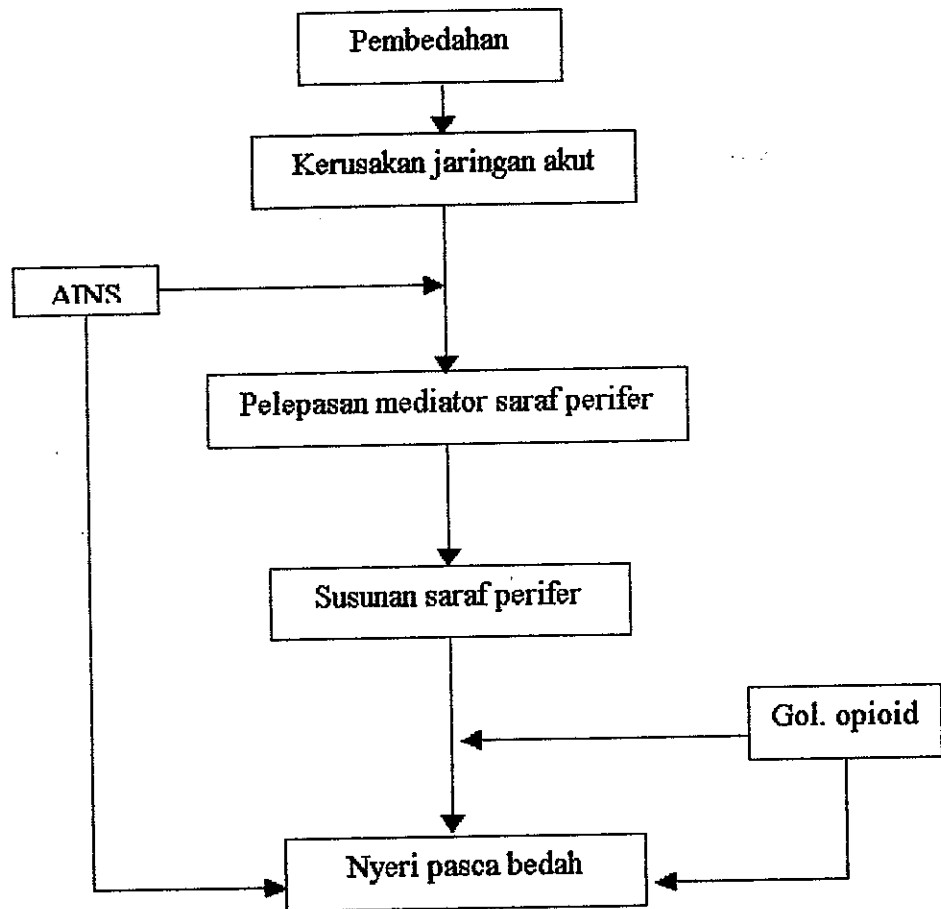 Pembedahan
Kerusakan jaringan akut
AINS
Pelepasan mediator saraf perifer
Susunan saraf perifer
Gol. opioid
Nyeri pasca bedah